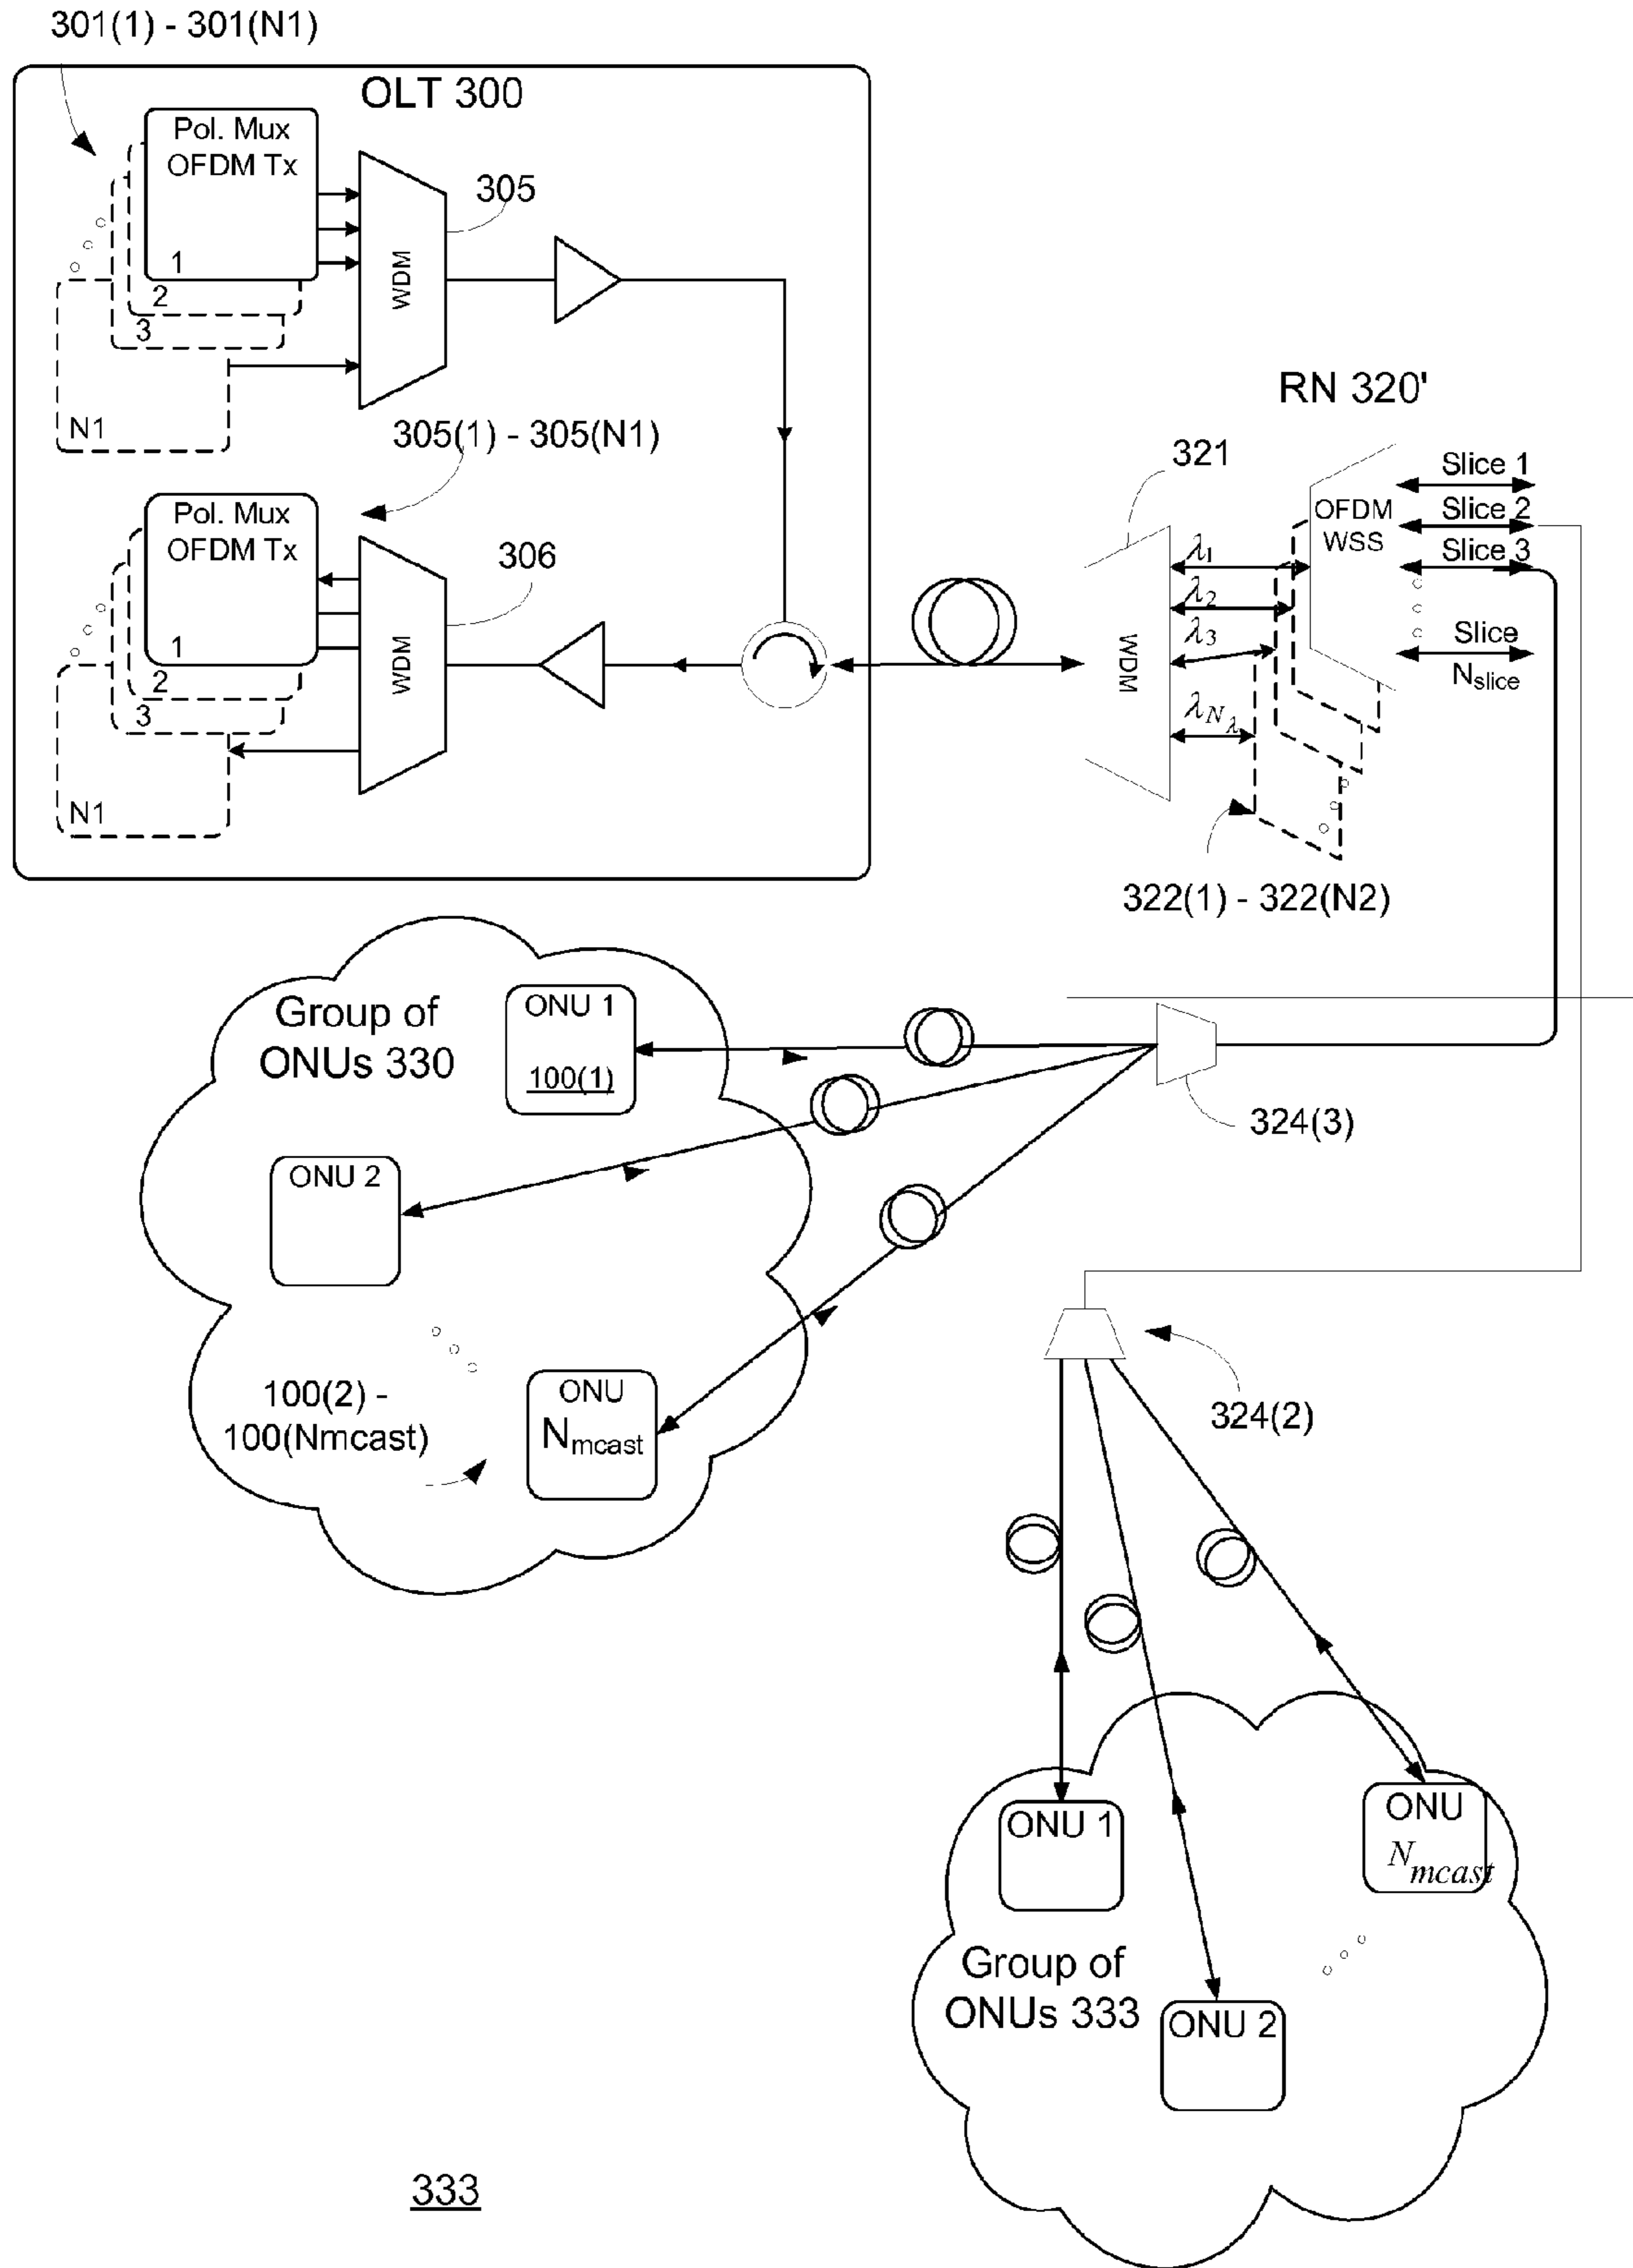 301(1) - 301(N1)
OLT 300
Pol. Mux
OFDM Tx
1
2
3
N1
WDM
305
305(1) - 305(N1)
Pol. Mux
OFDM Tx
1
2
3
N1
WDM
306
RN 320'
321
WDM
λ1
λ2
λ3
λNλ
OFDM
WSS
Slice 1
Slice 2
Slice 3
Slice
Nslice
322(1) - 322(N2)
Group of
ONUs 330
ONU 1
100(1)
ONU 2
100(2) -
100(Nmcast)
ONU
Nmcast
324(3)
324(2)
ONU 1
ONU
Nmcast
Group of
ONUs 333
ONU 2
333